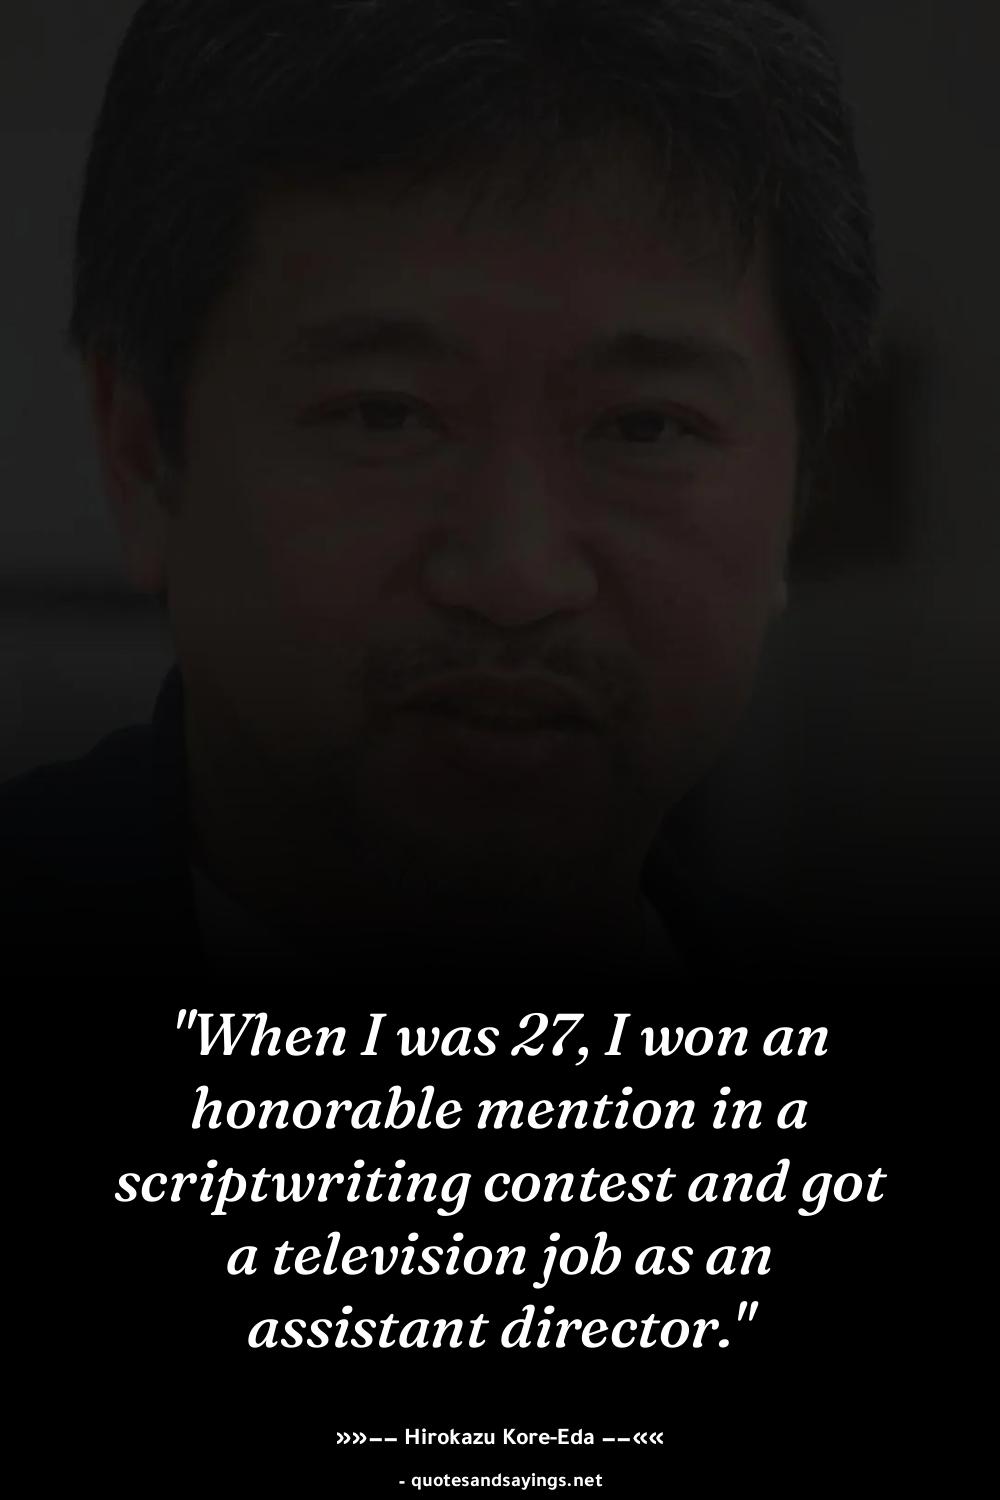 "When I was 27, I won an
honorable mention in a
scriptwriting contest and got
a television job as an
assistant director."
»»−− Hirokazu Kore-Eda −−««
- quotesandsayings.net